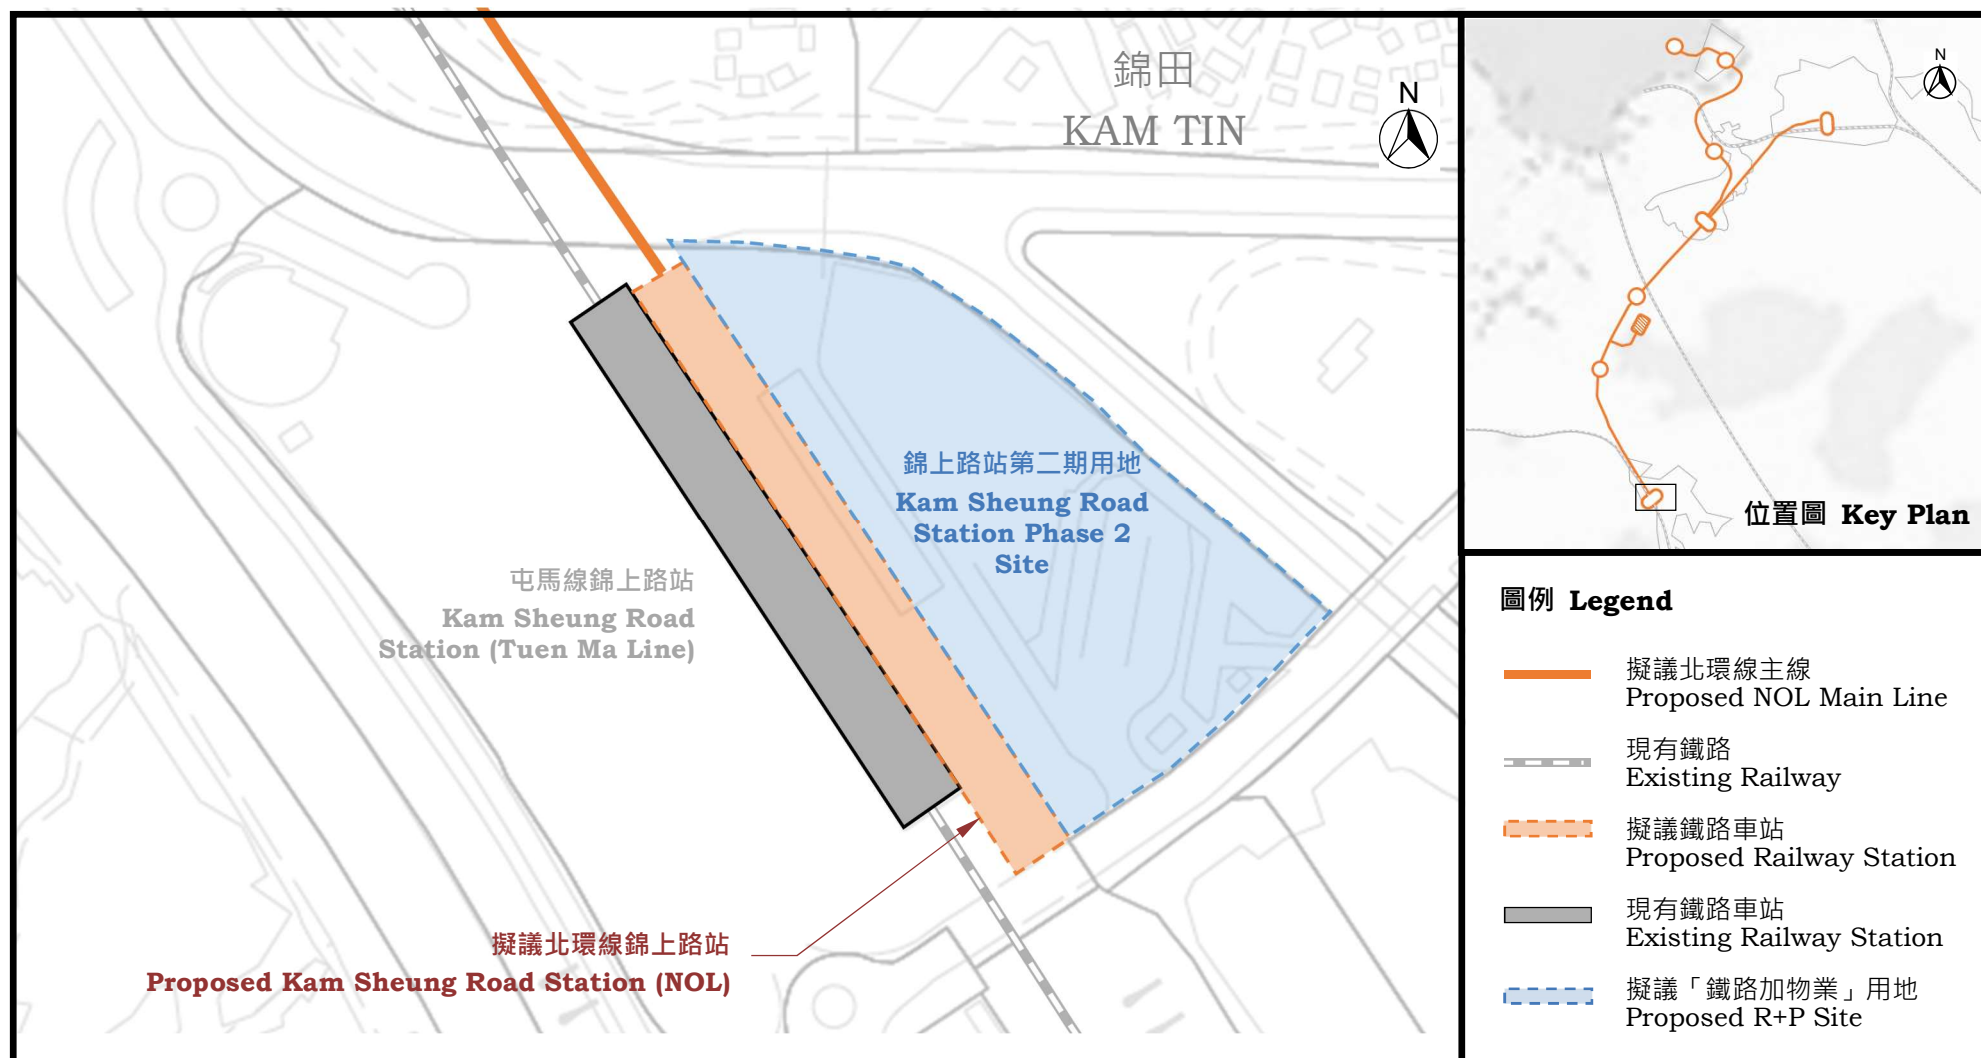 錦田
KAM TIN
N
錦上路站第二期用地
Kam Sheung Road
Station Phase 2
Site
屯馬線錦上路站
Kam Sheung Road
Station (Tuen Ma Line)
擬議北環線錦上路站
Proposed Kam Sheung Road Station (NOL)
N
位置圖 Key Plan
圖例 Legend
擬議北環線主線
Proposed NOL Main Line
現有鐵路
Existing Railway
擬議鐵路車站
Proposed Railway Station
現有鐵路車站
Existing Railway Station
擬議「鐵路加物業」用地
Proposed R+P Site